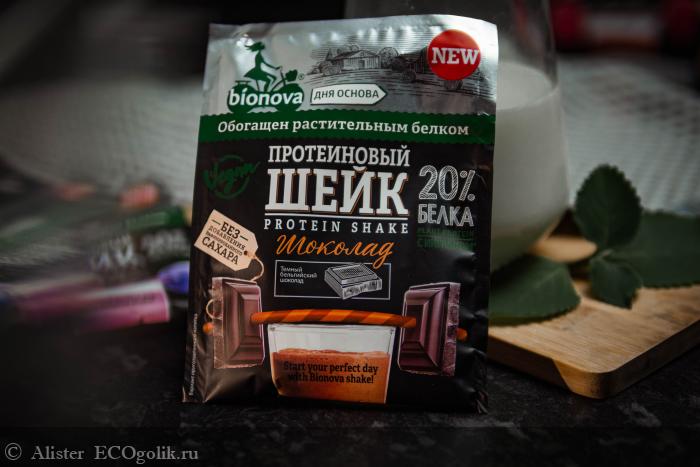 NEW
bionova®
ДНЯ ОСНОВА
Обогащен растительным белком
Vegan
ПРОТЕИНОВЫЙ
ШЕЙК
PROTEIN SHAKE
Шоколад
20%
БЕЛКА
БЕЗ
ДОБАВЛЕНИЯ
САХАРА
Темный
бельгийский
шоколад
Start your perfect day
with Bionova shake!
© Alister ECOgolik.ru